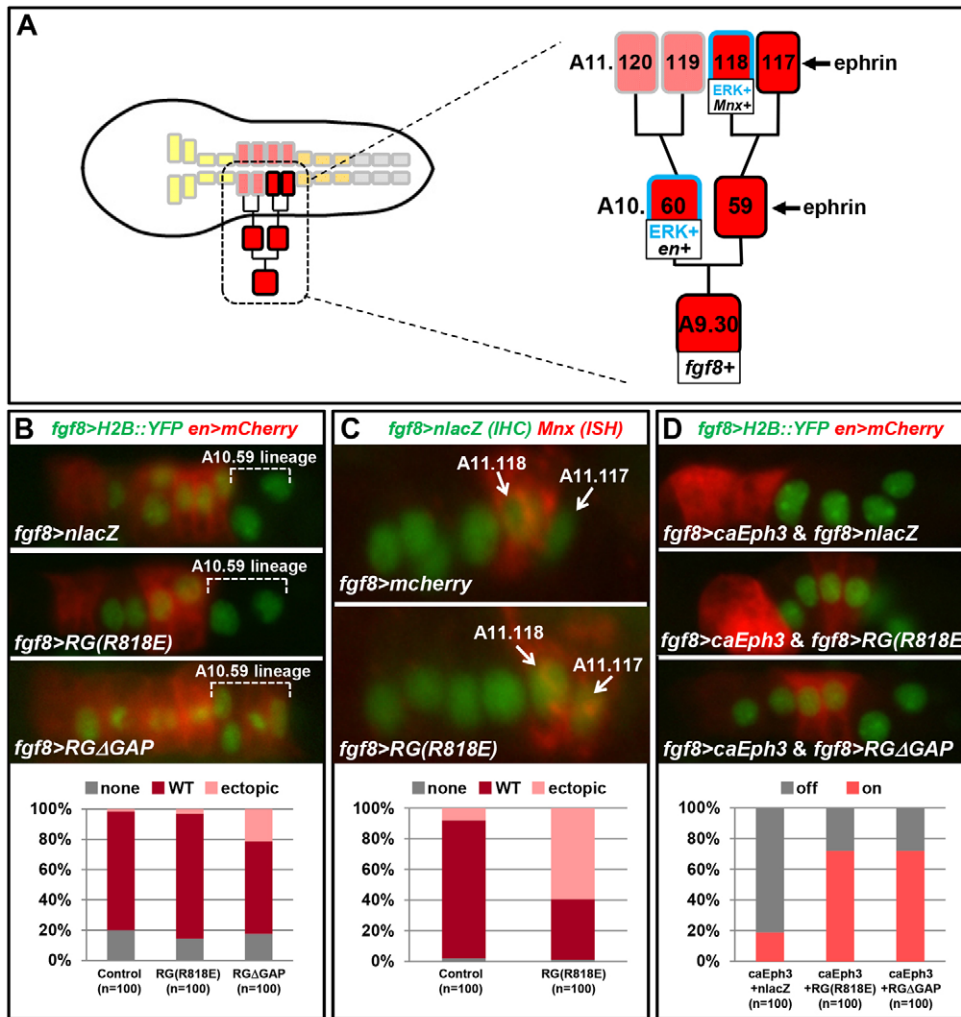 A
A11.
120
119
118
117
ephrin
ERK+
Mnx+
A10.
60
59
ephrin
ERK+
en+
A9.30
fgf8+
B
fgf8>H2B::YFP en>mCherry
A10.59 lineage
fgf8>nlacZ
A10.59 lineage
fgf8>RG(R818E)
A10.59 lineage
fgf8>RGΔGAP
none WT ectopic
100%
80%
60%
40%
20%
0%
Control
(n=100)
RG(R818E)
(n=100)
RGΔGAP
(n=100)
C
fgf8>nlacZ (IHC) Mnx (ISH)
A11.118
A11.117
fgf8>mcherry
A11.118
A11.117
fgf8>RG(R818E)
none WT ectopic
100%
80%
60%
40%
20%
0%
Control
(n=100)
RG(R818E)
(n=100)
D
fgf8>H2B::YFP en>mCherry
fgf8>caEph3 & fgf8>nlacZ
fgf8>caEph3 & fgf8>RG(R818E
fgf8>caEph3 & fgf8>RGΔGAP
off on
100%
80%
60%
40%
20%
0%
caEph3
+nlacZ
(n=100)
caEph3
+RG(R818E)
(n=100)
caEph3
+RGΔGAP
(n=100)